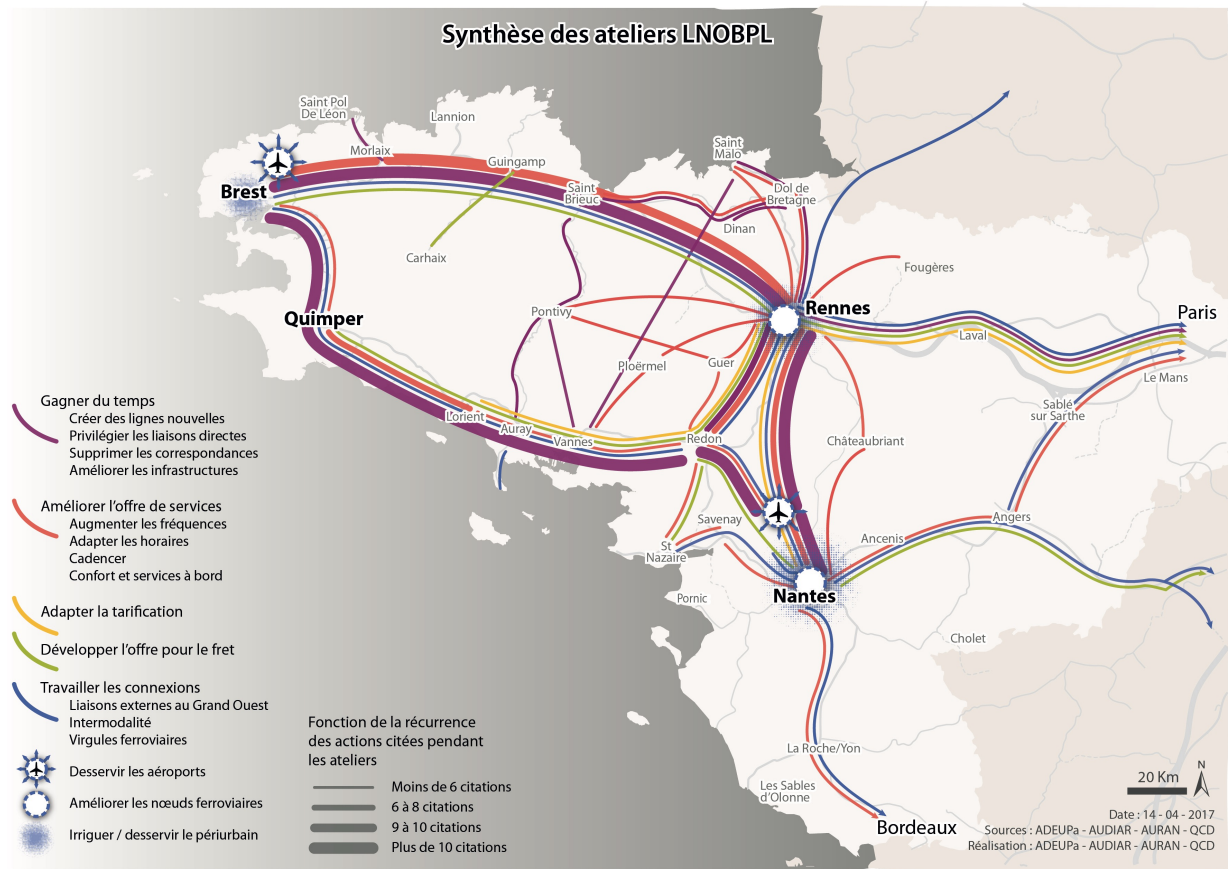 Synthèse des ateliers LNOBPL
Saint Pol
De Léon
Lannion
Morlaix
Guingamp
Saint
Malo
Brest
Saint
Brieuc
Dol de
Bretagne
Dinan
Carhaix
Fougères
Quimper
Pontivy
Rennes
Paris
Laval
Ploërmel
Guer
Le Mans
Sablé
sur Sarthe
Lorient
Auray
Vannes
Redon
Châteaubriant
Savenay
St
Nazaire
Ancenis
Angers
Pornic
Nantes
Cholet
La Roche/Yon
Les Sables
d'Olonne
Bordeaux
Gagner du temps
Créer des lignes nouvelles
Privilégier les liaisons directes
Supprimer les correspondances
Améliorer les infrastructures
Améliorer l'offre de services
Augmenter les fréquences
Adapter les horaires
Cadencer
Confort et services à bord
Adapter la tarification
Développer l'offre pour le fret
Travailler les connexions
Liaisons externes au Grand Ouest
Intermodalité
Virgules ferroviaires
Desservir les aéroports
Améliorer les nœuds ferroviaires
Irriguer / desservir le périurbain
Fonction de la récurrence
des actions citées pendant
les ateliers
Moins de 6 citations
6 à 8 citations
9 à 10 citations
Plus de 10 citations
20 Km
N
Date : 14 - 04 - 2017
Sources : ADEUPa - AUDIAR - AURAN - QCD
Réalisation : ADEUPa - AUDIAR - AURAN - QCD